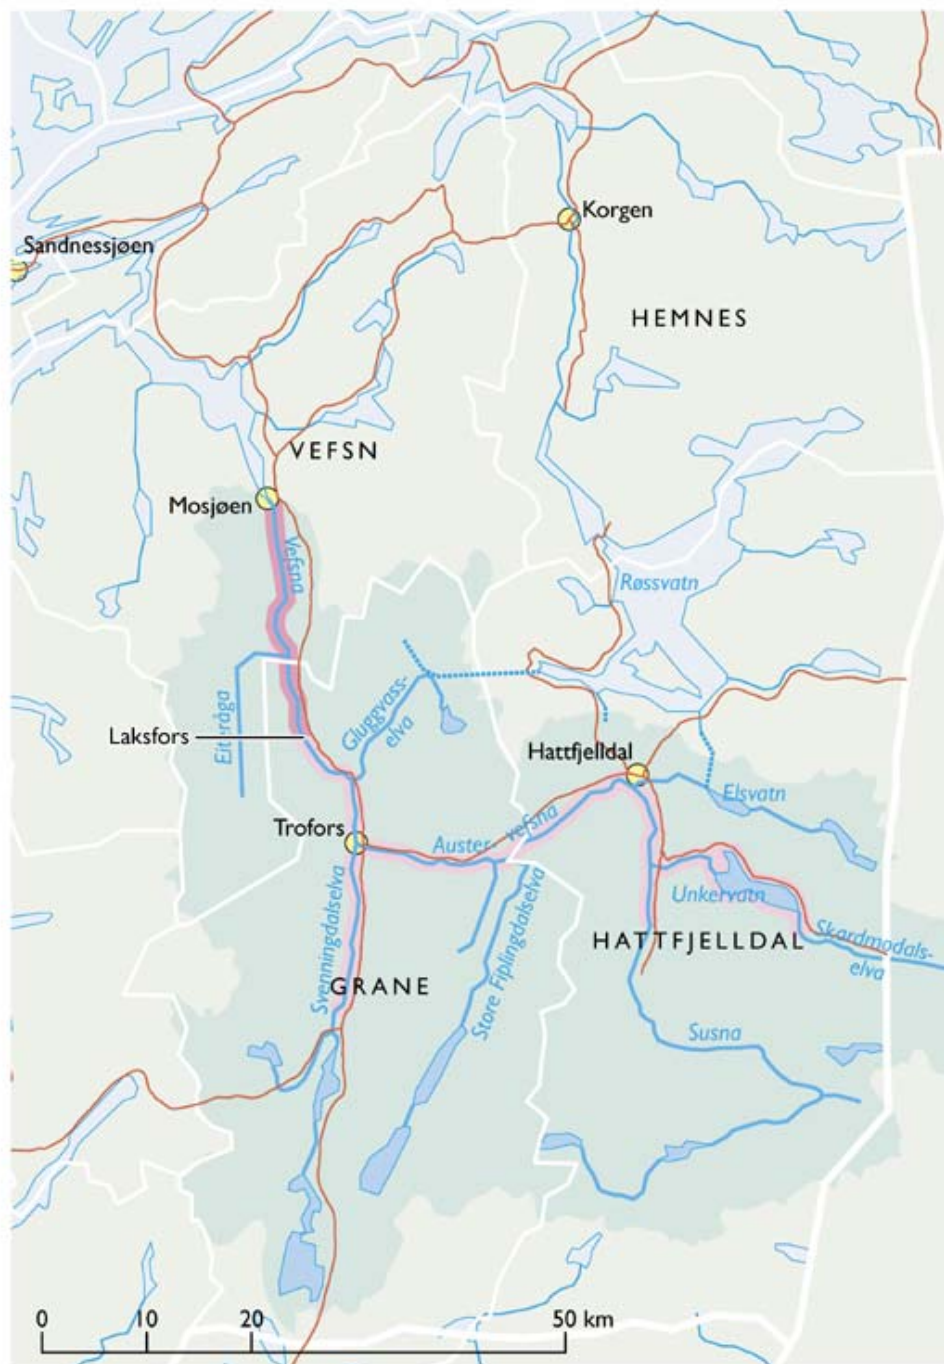 Korgen
Sandnessjøen
HEMNES
VEFSN
Mosjøen
Vefsna
Røssvatn
Eiteråga
Gluggvass-
elva
Laksfors
Hattfjelldal
Elsvatn
Trofors
Auster-
vefsna
Unkervatn
Svenningdalselva
Store Fiplingdalselva
HATTFJELLDAL
Skardmodals-
elva
GRANE
Susna
0 10 20 50 km